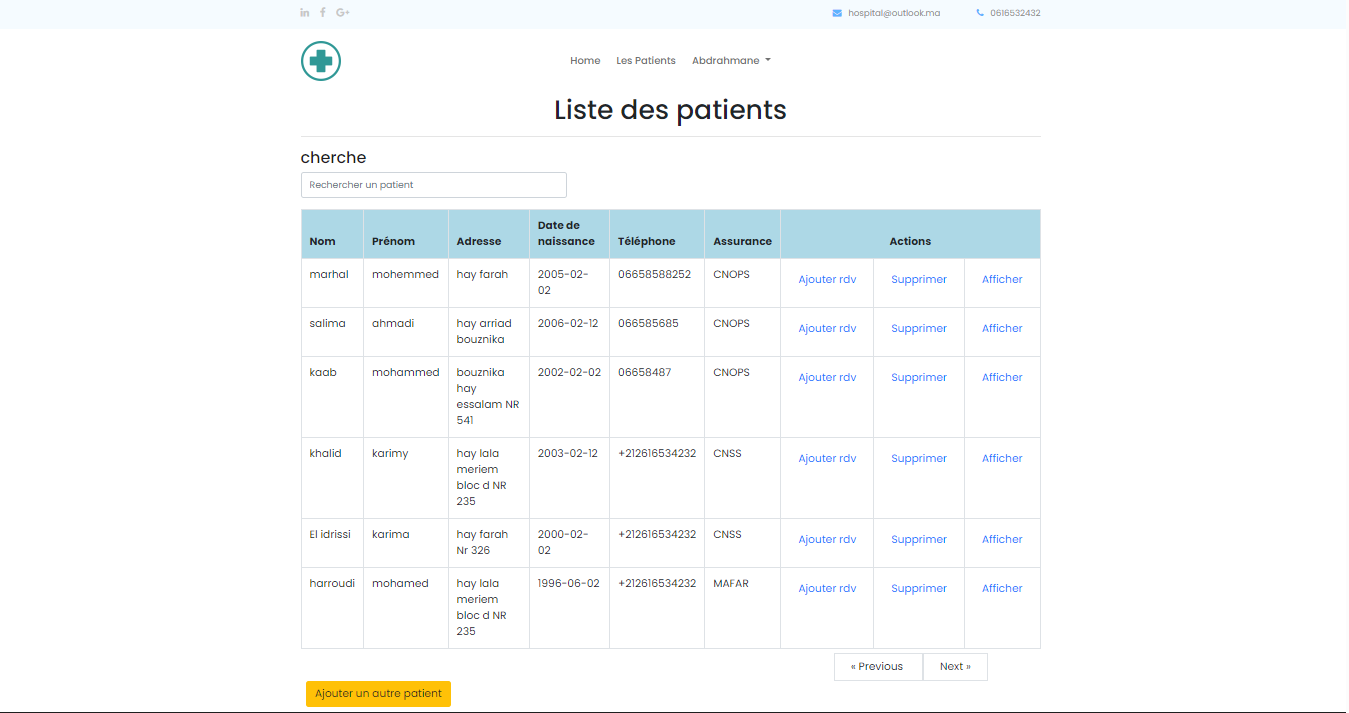 in f G+ hospital@outlook.ma 0616532432
Home Les Patients Abdrahmane
Liste des patients
cherche
Rechercher un patient
Nom Prénom Adresse Date de naissance Téléphone Assurance Actions
marhal mohemmed hay farah 2005-02-02 06658588252 CNOPS Ajouter rdv Supprimer Afficher
salima ahmadi hay arriad bouznika 2006-02-12 066585685 CNOPS Ajouter rdv Supprimer Afficher
kaab mohammed bouznika hay essalam NR 541 2002-02-02 06658487 CNOPS Ajouter rdv Supprimer Afficher
khalid karimy hay lala meriem bloc d NR 235 2003-02-12 +212616534232 CNSS Ajouter rdv Supprimer Afficher
El idrissi karima hay farah Nr 326 2000-02-02 +212616534232 CNSS Ajouter rdv Supprimer Afficher
harroudi mohamed hay lala meriem bloc d NR 235 1996-06-02 +212616534232 MAFAR Ajouter rdv Supprimer Afficher
« Previous Next »
Ajouter un autre patient